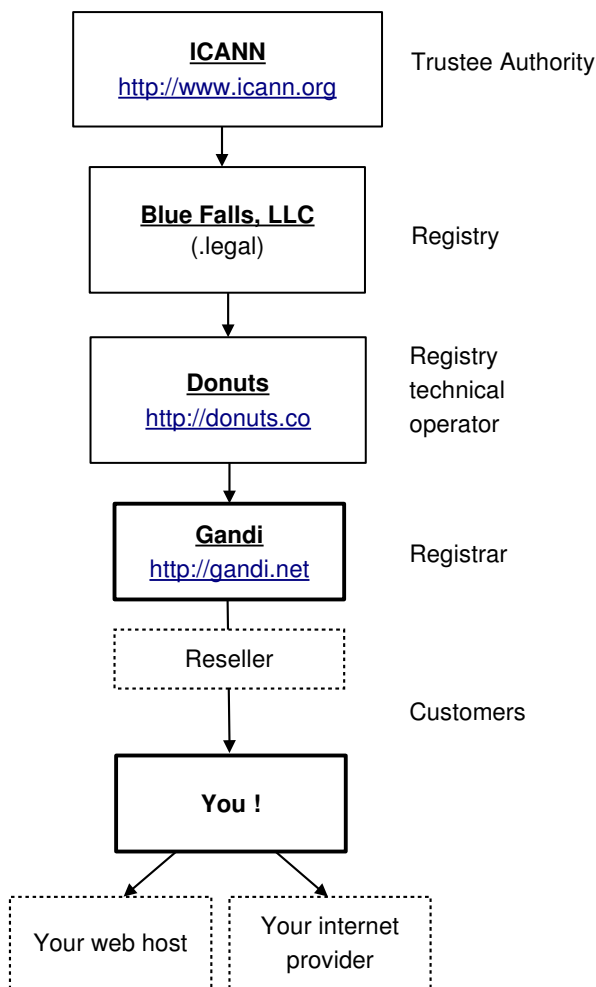 ICANN
http://www.icann.org
Trustee Authority
Blue Falls, LLC
(.legal)
Registry
Donuts
http://donuts.co
Registry
technical
operator
Gandi
http://gandi.net
Registrar
Reseller
Customers
You !
Your web host
Your internet
provider